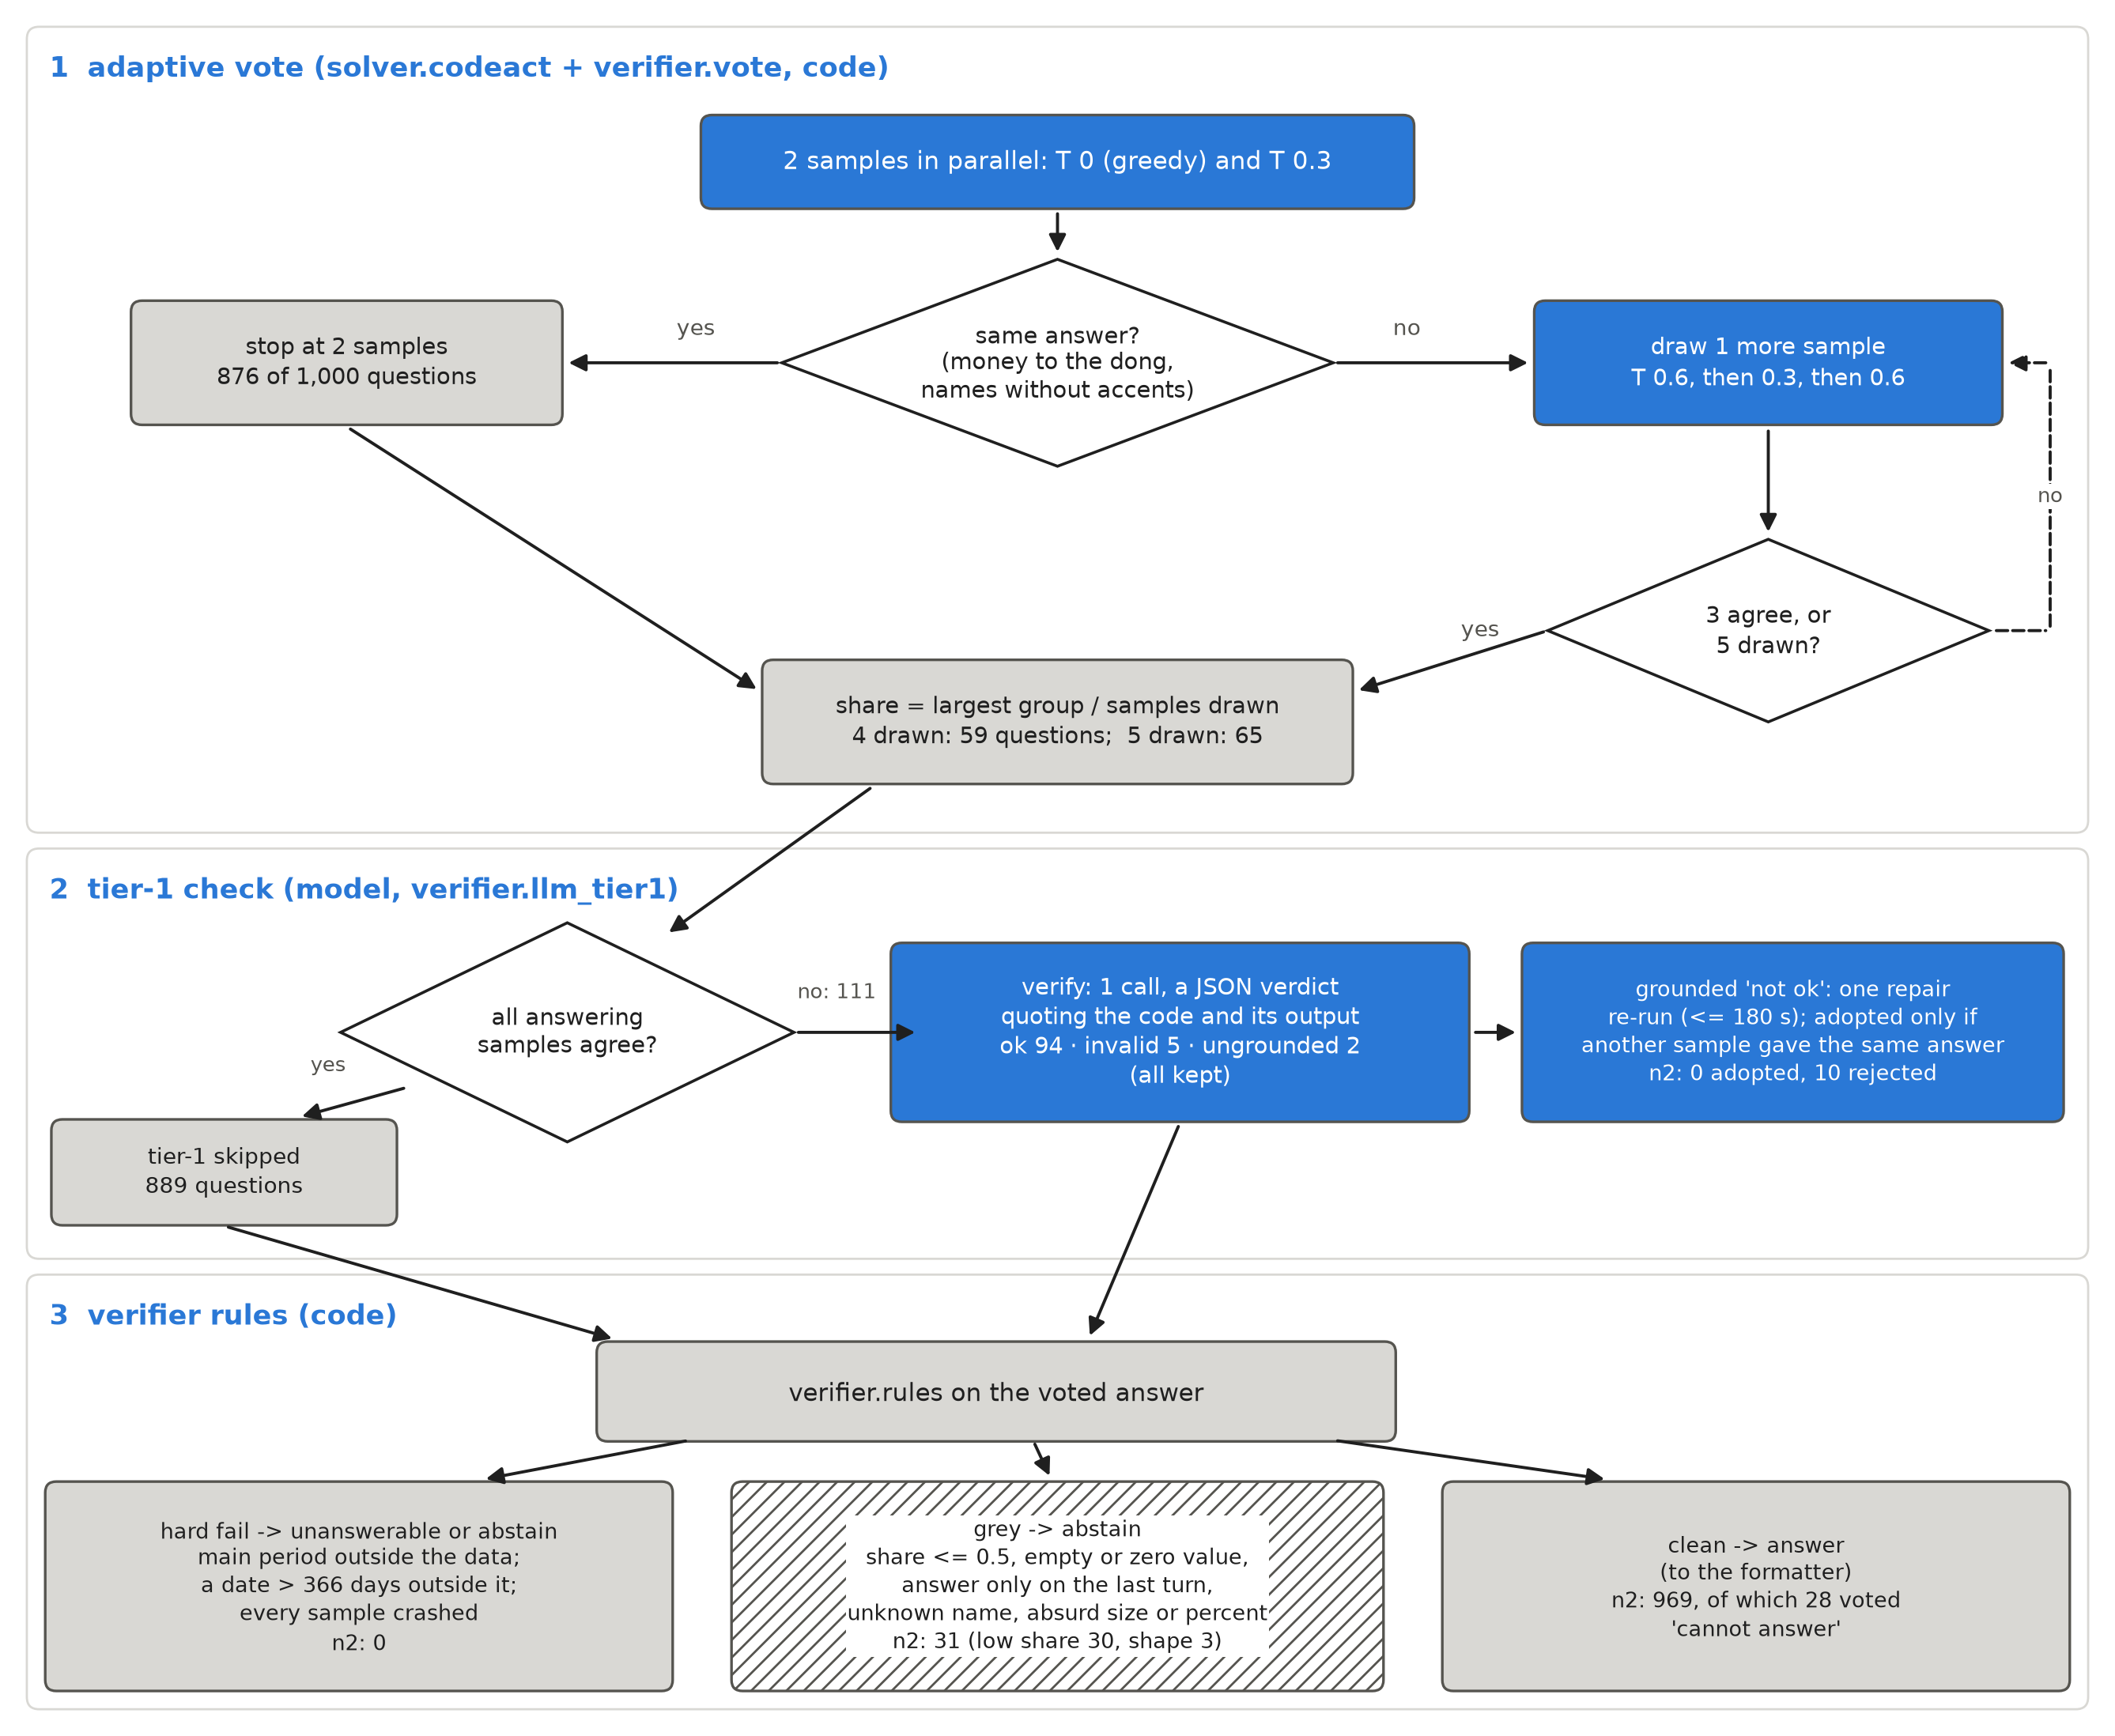 1 adaptive vote (solver.codeact + verifier.vote, code)
2 samples in parallel: T 0 (greedy) and T 0.3
same answer?
(money to the dong,
names without accents)
yes
no
stop at 2 samples
876 of 1,000 questions
draw 1 more sample
T 0.6, then 0.3, then 0.6
no
3 agree, or
5 drawn?
yes
share = largest group / samples drawn
4 drawn: 59 questions; 5 drawn: 65
2 tier-1 check (model, verifier.llm_tier1)
all answering
samples agree?
no: 111
yes
verify: 1 call, a JSON verdict
quoting the code and its output
ok 94 · invalid 5 · ungrounded 2
(all kept)
grounded 'not ok': one repair
re-run (<= 180 s); adopted only if
another sample gave the same answer
n2: 0 adopted, 10 rejected
tier-1 skipped
889 questions
3 verifier rules (code)
verifier.rules on the voted answer
hard fail -> unanswerable or abstain
main period outside the data;
a date > 366 days outside it;
every sample crashed
n2: 0
grey -> abstain
share <= 0.5, empty or zero value,
answer only on the last turn,
unknown name, absurd size or percent
n2: 31 (low share 30, shape 3)
clean -> answer
(to the formatter)
n2: 969, of which 28 voted
'cannot answer'